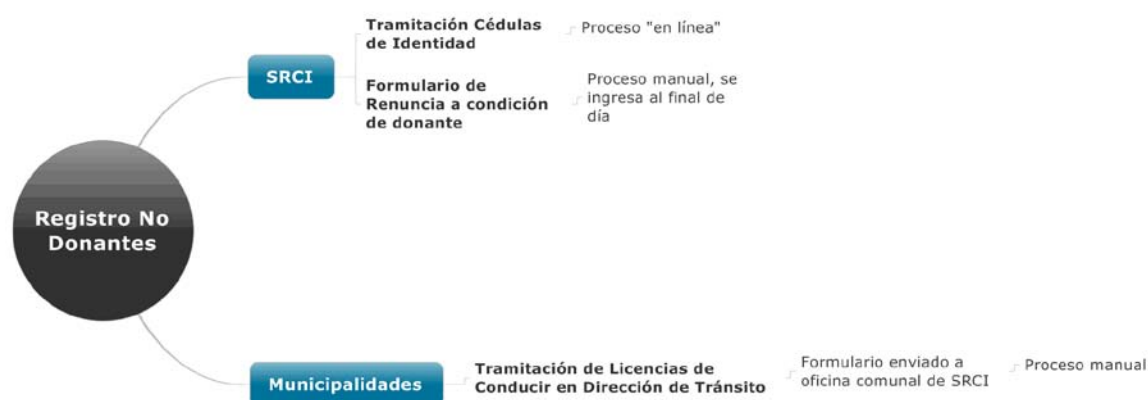 Registro No
Donantes
SRCI
Tramitación Cédulas
de Identidad
Proceso "en línea"
Formulario de
Renuncia a condición
de donante
Proceso manual, se
ingresa al final de
día
Municipalidades
Tramitación de Licencias de
Conducir en Dirección de Tránsito
Formulario enviado a
oficina comunal de SRCI
Proceso manual